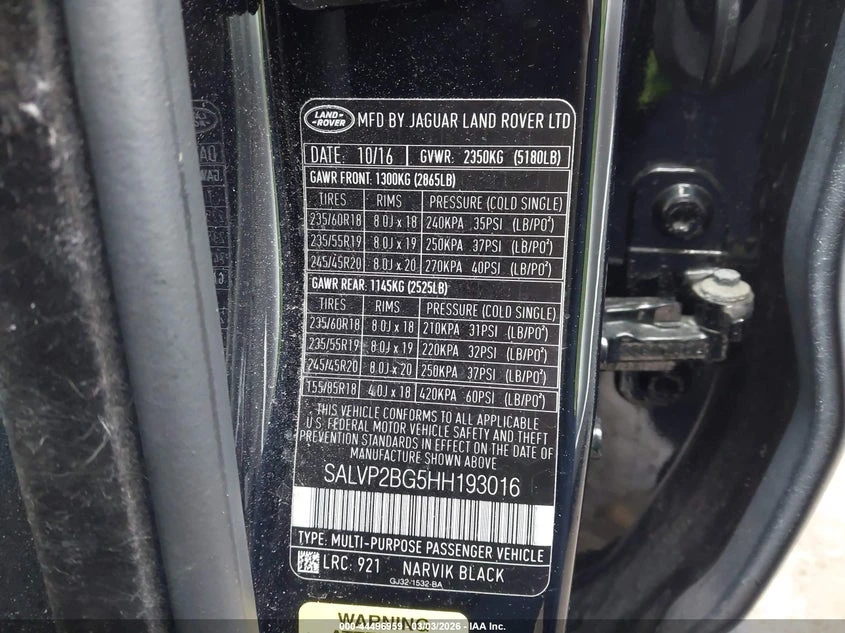 LAND-
ROVER
MFD BY JAGUAR LAND ROVER LTD
DATE: 10/16 GVWR: 2350KG (5180LB)
GAWR FRONT: 1300KG (2865LB)
TIRES RIMS PRESSURE (COLD SINGLE)
235/60R18 8.0J x 18 240KPA 35PSI (LB/PO²)
235/55R19 8.0J x 19 250KPA 37PSI (LB/PO²)
245/45R20 8.0J x 20 270KPA 40PSI (LB/PO²)
GAWR REAR: 1145KG (2525LB)
TIRES RIMS PRESSURE (COLD SINGLE)
235/60R18 8.0J x 18 210KPA 31PSI (LB/PO²)
235/55R19 8.0J x 19 220KPA 32PSI (LB/PO²)
245/45R20 8.0J x 20 250KPA 37PSI (LB/PO²)
155/85R18 4.0J x 18 420KPA 60PSI (LB/PO²)
THIS VEHICLE CONFORMS TO ALL APPLICABLE
U.S. FEDERAL MOTOR VEHICLE SAFETY AND THEFT
PREVENTION STANDARDS IN EFFECT ON THE DATE OF
MANUFACTURE SHOWN ABOVE
SALVP2BG5HH193016
TYPE: MULTI-PURPOSE PASSENGER VEHICLE
LRC: 921 NARVIK BLACK
GJ32-1532-BA
WARNING
000-44496959 - 03/03/2026 - IAA Inc.